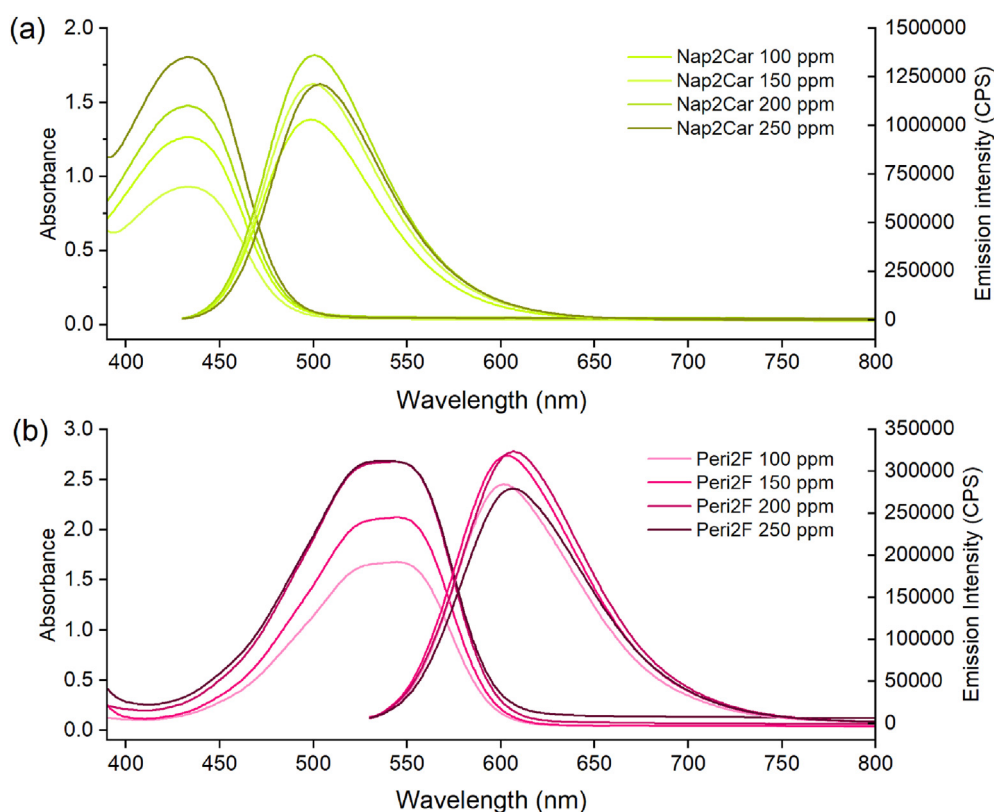 (a)
2.0
1.5
1.0
0.5
0.0
Absorbance
1500000
1250000
1000000
750000
500000
250000
0
Emission intensity (CPS)
Nap2Car 100 ppm
Nap2Car 150 ppm
Nap2Car 200 ppm
Nap2Car 250 ppm
400 450 500 550 600 650 700 750 800
Wavelength (nm)
(b)
3.0
2.5
2.0
1.5
1.0
0.5
0.0
Absorbance
350000
300000
250000
200000
150000
100000
50000
0
Emission Intensity (CPS)
Peri2F 100 ppm
Peri2F 150 ppm
Peri2F 200 ppm
Peri2F 250 ppm
400 450 500 550 600 650 700 750 800
Wavelength (nm)